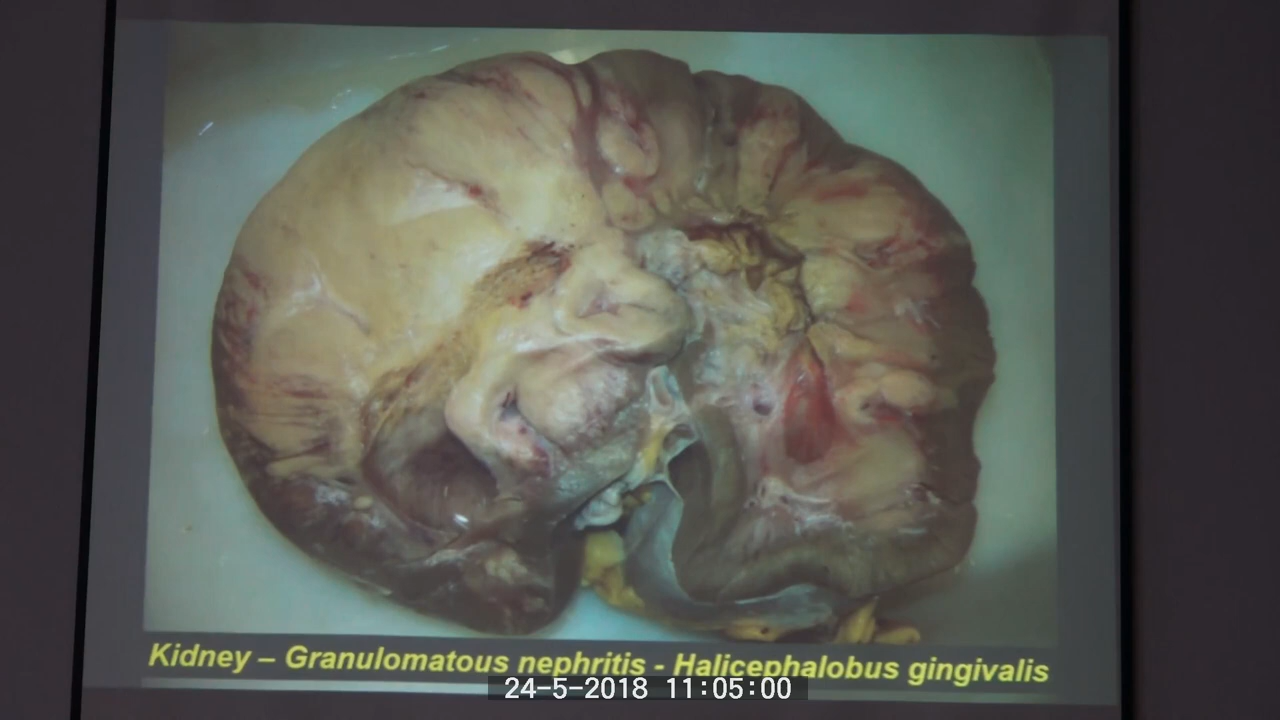 Kidney – Granulomatous nephritis - Halicephalobus gingivalis
24-5-2018 11:05:00